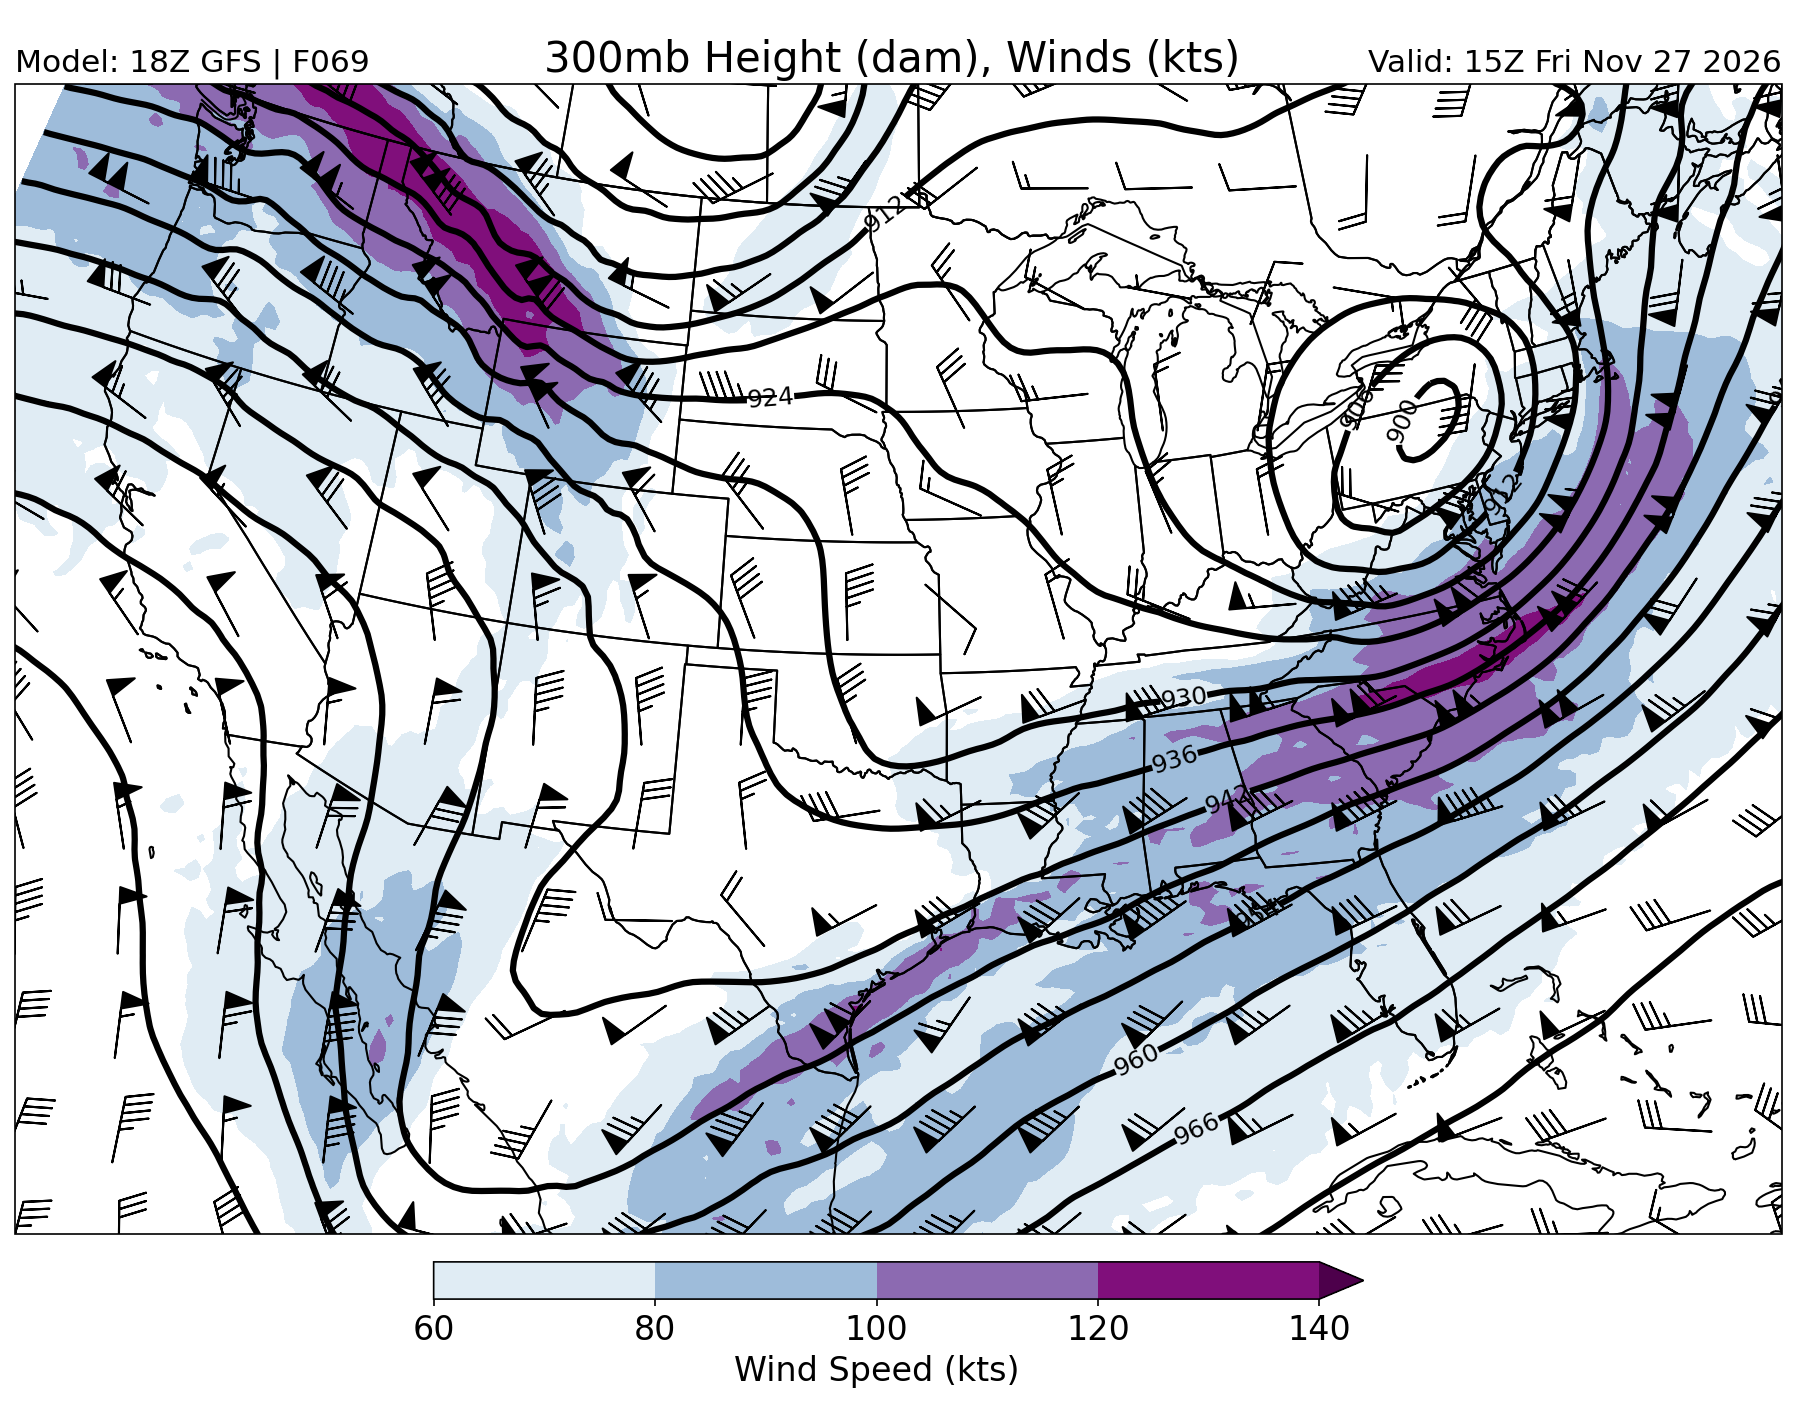 Model: 18Z GFS | F069
300mb Height (dam), Winds (kts)
Valid: 15Z Fri Nov 27 2026
912
924
906
900
912
930
936
942
960
966
60 80 100 120 140
Wind Speed (kts)